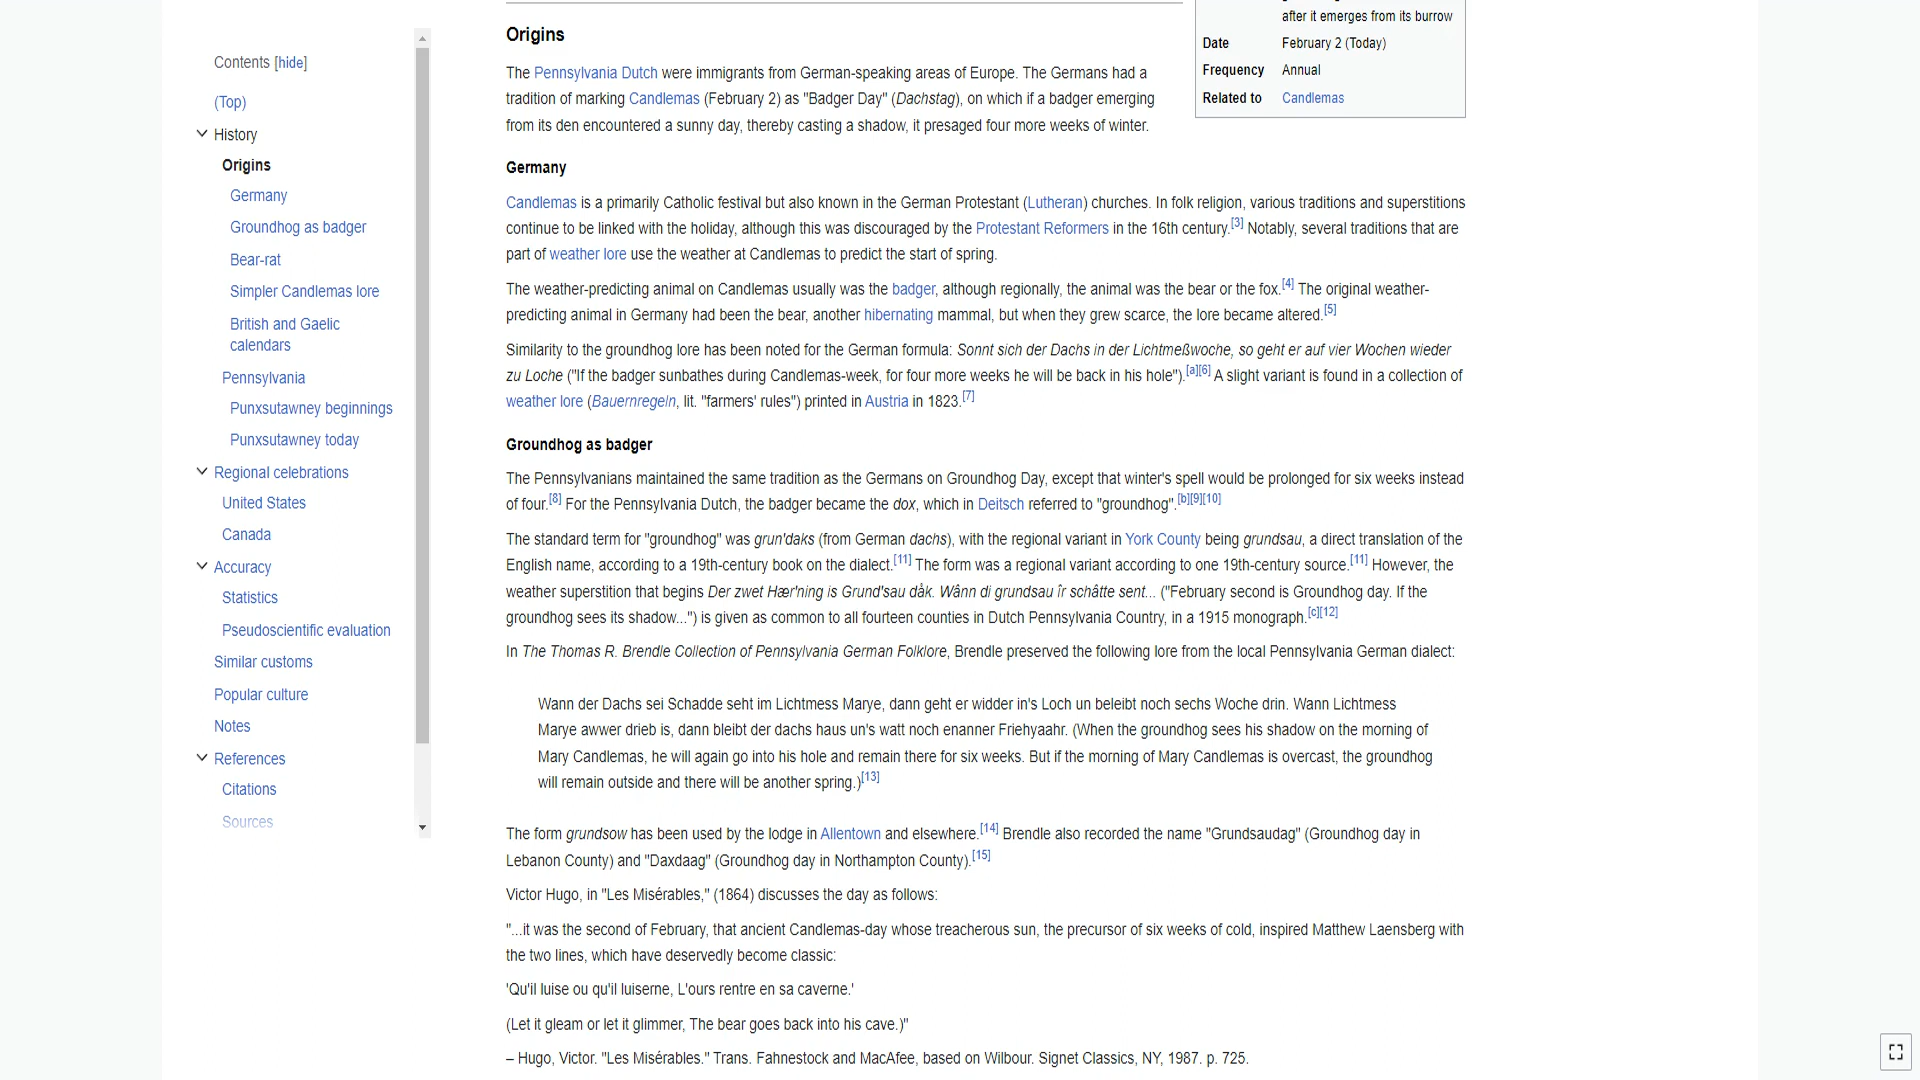 Contents [hide]
(Top)
History
Origins
Germany
Groundhog as badger
Bear-rat
Simpler Candlemas lore
British and Gaelic
calendars
Pennsylvania
Punxsutawney beginnings
Punxsutawney today
Regional celebrations
United States
Canada
Accuracy
Statistics
Pseudoscientific evaluation
Similar customs
Popular culture
Notes
References
Citations
Sources
after it emerges from its burrow
Date February 2 (Today)
Frequency Annual
Related to Candlemas
Origins
The Pennsylvania Dutch were immigrants from German-speaking areas of Europe. The Germans had a
tradition of marking Candlemas (February 2) as "Badger Day" (Dachstag), on which if a badger emerging
from its den encountered a sunny day, thereby casting a shadow, it presaged four more weeks of winter.
Germany
Candlemas is a primarily Catholic festival but also known in the German Protestant (Lutheran) churches. In folk religion, various traditions and superstitions
continue to be linked with the holiday, although this was discouraged by the Protestant Reformers in the 16th century.[3] Notably, several traditions that are
part of weather lore use the weather at Candlemas to predict the start of spring.
The weather-predicting animal on Candlemas usually was the badger, although regionally, the animal was the bear or the fox.[4] The original weather-
predicting animal in Germany had been the bear, another hibernating mammal, but when they grew scarce, the lore became altered.[5]
Similarity to the groundhog lore has been noted for the German formula: Sonnt sich der Dachs in der Lichtmeßwoche, so geht er auf vier Wochen wieder
zu Loche ("If the badger sunbathes during Candlemas-week, for four more weeks he will be back in his hole").[a][6] A slight variant is found in a collection of
weather lore (Bauernregeln, lit. "farmers' rules") printed in Austria in 1823.[7]
Groundhog as badger
The Pennsylvanians maintained the same tradition as the Germans on Groundhog Day, except that winter's spell would be prolonged for six weeks instead
of four.[8] For the Pennsylvania Dutch, the badger became the dox, which in Deitsch referred to "groundhog".[b][9][10]
The standard term for "groundhog" was grun'daks (from German dachs), with the regional variant in York County being grundsau, a direct translation of the
English name, according to a 19th-century book on the dialect.[11] The form was a regional variant according to one 19th-century source.[11] However, the
weather superstition that begins Der zwet Hær'ning is Grund'sau dåk. Wânn di grundsau îr schâtte sent... ("February second is Groundhog day. If the
groundhog sees its shadow...") is given as common to all fourteen counties in Dutch Pennsylvania Country, in a 1915 monograph.[c][12]
In The Thomas R. Brendle Collection of Pennsylvania German Folklore, Brendle preserved the following lore from the local Pennsylvania German dialect:
Wann der Dachs sei Schadde seht im Lichtmess Marye, dann geht er widder in's Loch un beleibt noch sechs Woche drin. Wann Lichtmess
Marye awwer drieb is, dann bleibt der dachs haus un's watt noch enanner Friehyaahr. (When the groundhog sees his shadow on the morning of
Mary Candlemas, he will again go into his hole and remain there for six weeks. But if the morning of Mary Candlemas is overcast, the groundhog
will remain outside and there will be another spring.)[13]
The form grundsow has been used by the lodge in Allentown and elsewhere.[14] Brendle also recorded the name "Grundsaudag" (Groundhog day in
Lebanon County) and "Daxdaag" (Groundhog day in Northampton County).[15]
Victor Hugo, in "Les Misérables," (1864) discusses the day as follows:
"...it was the second of February, that ancient Candlemas-day whose treacherous sun, the precursor of six weeks of cold, inspired Matthew Laensberg with
the two lines, which have deservedly become classic:
'Qu'il luise ou qu'il luiserne, L'ours rentre en sa caverne.'
(Let it gleam or let it glimmer, The bear goes back into his cave.)"
– Hugo, Victor. "Les Misérables." Trans. Fahnestock and MacAfee, based on Wilbour. Signet Classics, NY, 1987. p. 725.